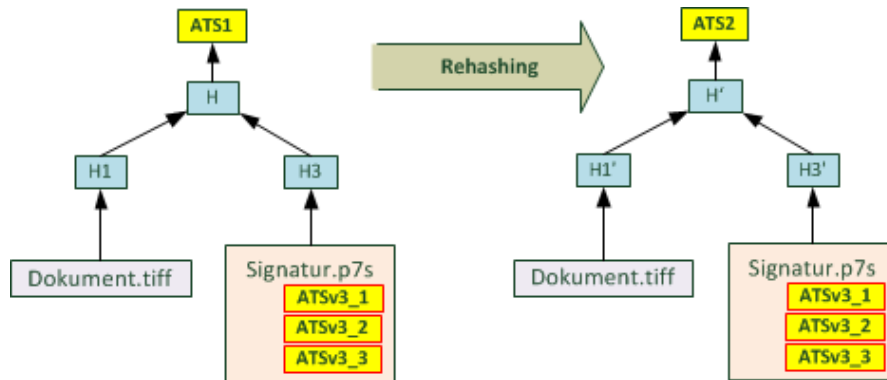 ATS1
H
H1
H3
Dokument.tiff
Signatur.p7s
ATSv3_1
ATSv3_2
ATSv3_3
Rehashing
ATS2
H‘
H1’
H3'
Dokument.tiff
Signatur.p7s
ATSv3_1
ATSv3_2
ATSv3_3